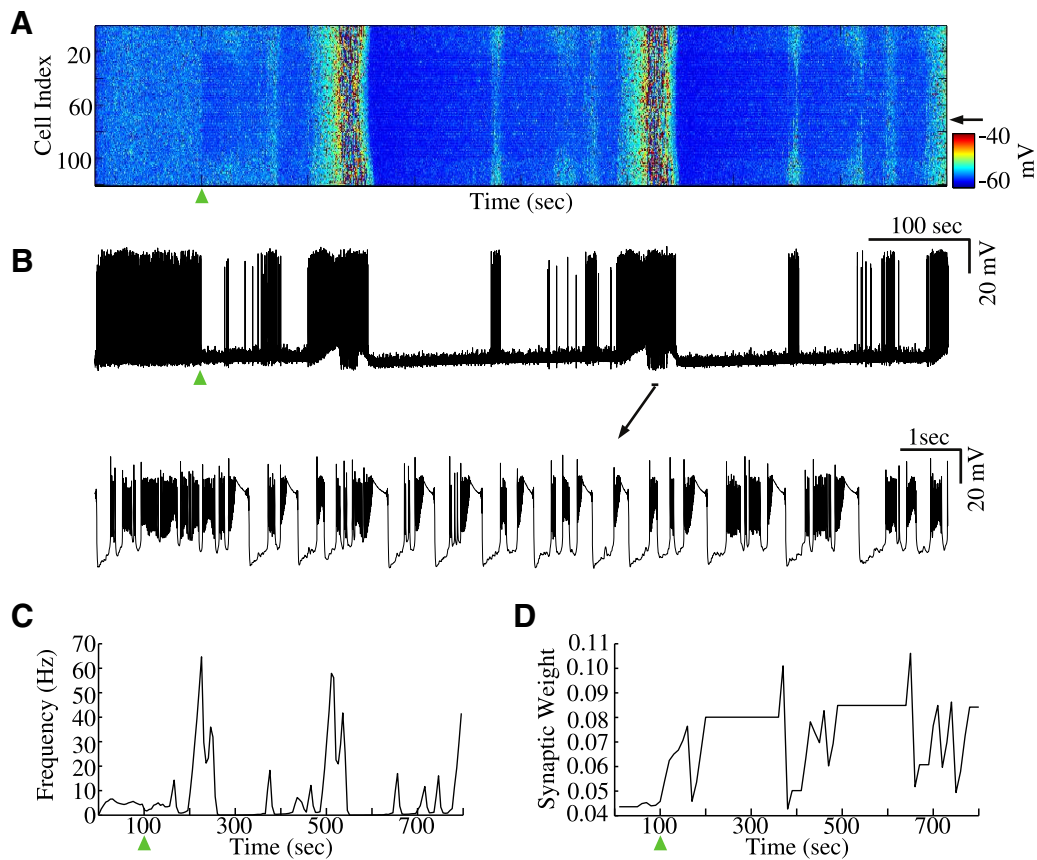 A
Cell Index
20
60
100
-40
-60
mV
Time (sec)
100 sec
20 mV
B
1sec
20 mV
C
D
Frequency (Hz)
70
60
50
40
30
20
10
0
100
300
500
700
Time (sec)
Synaptic Weight
0.11
0.10
0.09
0.08
0.07
0.06
0.05
0.04
100
300
500
700
Time (sec)